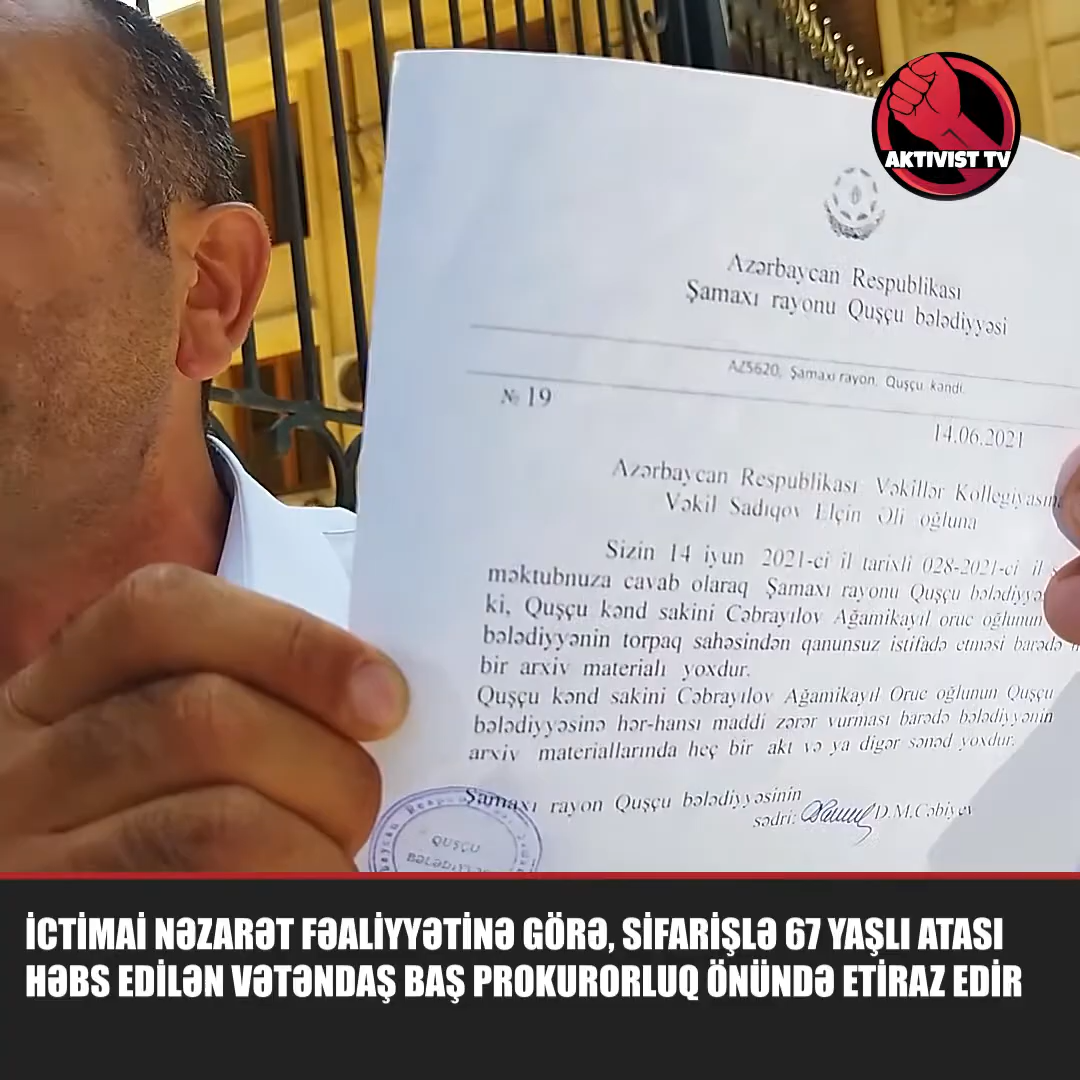 AKTIVIST TV
Azərbaycan Respublikası
Şamaxı rayonu Quşçu bələdiyyəsi
AZ5620, Şamaxı rayon, Quşçu kəndi.
№ 19
14.06.2021
Azərbaycan Respublikası Vəkillər Kollegiyasın
Vəkil Sadıqov Elçin Əli oğluna
Sizin 14 iyun 2021-ci il tarixli 028-2021-ci il
məktubnuza cavab olaraq Şamaxı rayonu Quşçu bələdiyyə
ki, Quşçu kənd sakini Cəbrayılov Ağamikayıl oruc oğlunun
bələdiyyənin torpaq sahəsindən qanunsuz istifadə etməsi barədə
bir arxiv materialı yoxdur.
Quşçu kənd sakini Cəbrayılov Ağamikayıl Oruc oğlunun Quşçu
bələdiyyəsinə hər-hansı maddi zərər vurması barədə bələdiyyənin
arxiv materiallarında heç bir akt və ya digər sənəd yoxdur.
Şamaxı rayon Quşçu bələdiyyəsinin
sədri: D.M.Cəbiyev
QUŞÇU
İCTİMAİ NƏZARƏT FƏALİYYƏTİNƏ GÖRƏ, SİFARİŞLƏ 67 YAŞLI ATASI
HƏBS EDİLƏN VƏTƏNDAŞ BAŞ PROKURORLUQ ÖNÜNDƏ ETİRAZ EDİR